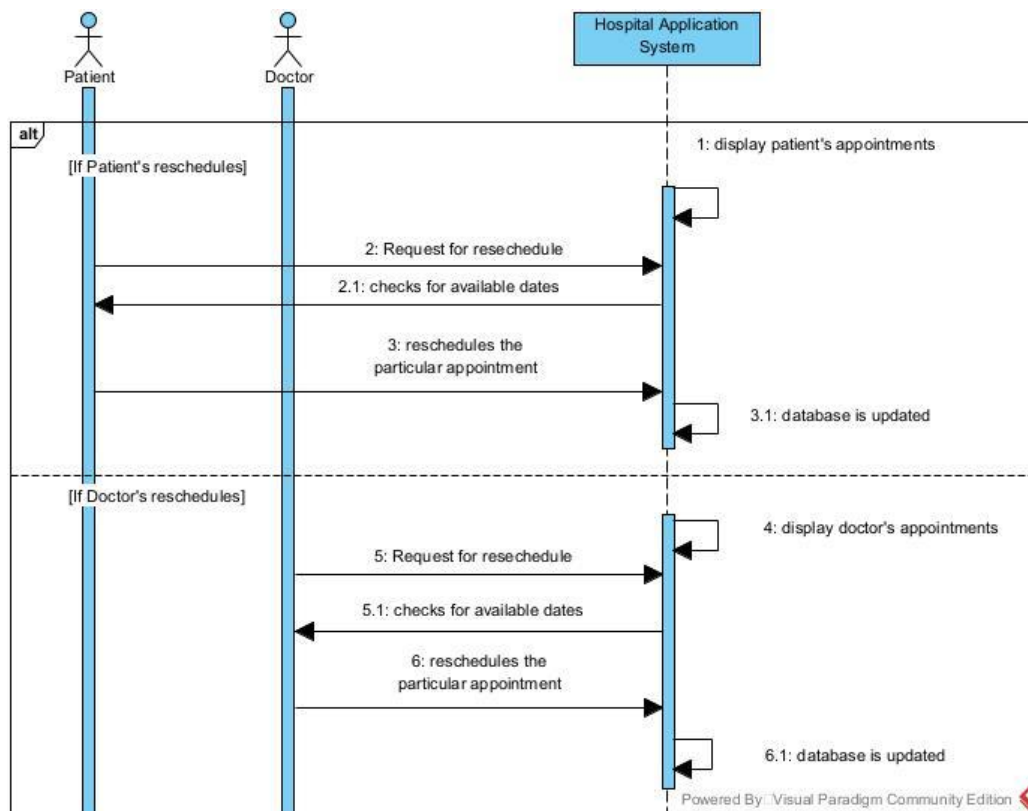 Patient
Doctor
Hospital Application
System
alt
[If Patient's reschedules]
1: display patient's appointments
2: Request for resechedule
2.1: checks for available dates
3: reschedules the
particular appointment
3.1: database is updated
[If Doctor's reschedules]
4: display doctor's appointments
5: Request for resechedule
5.1: checks for available dates
6: reschedules the
particular appointment
6.1: database is updated
Powered By Visual Paradigm Community Edition